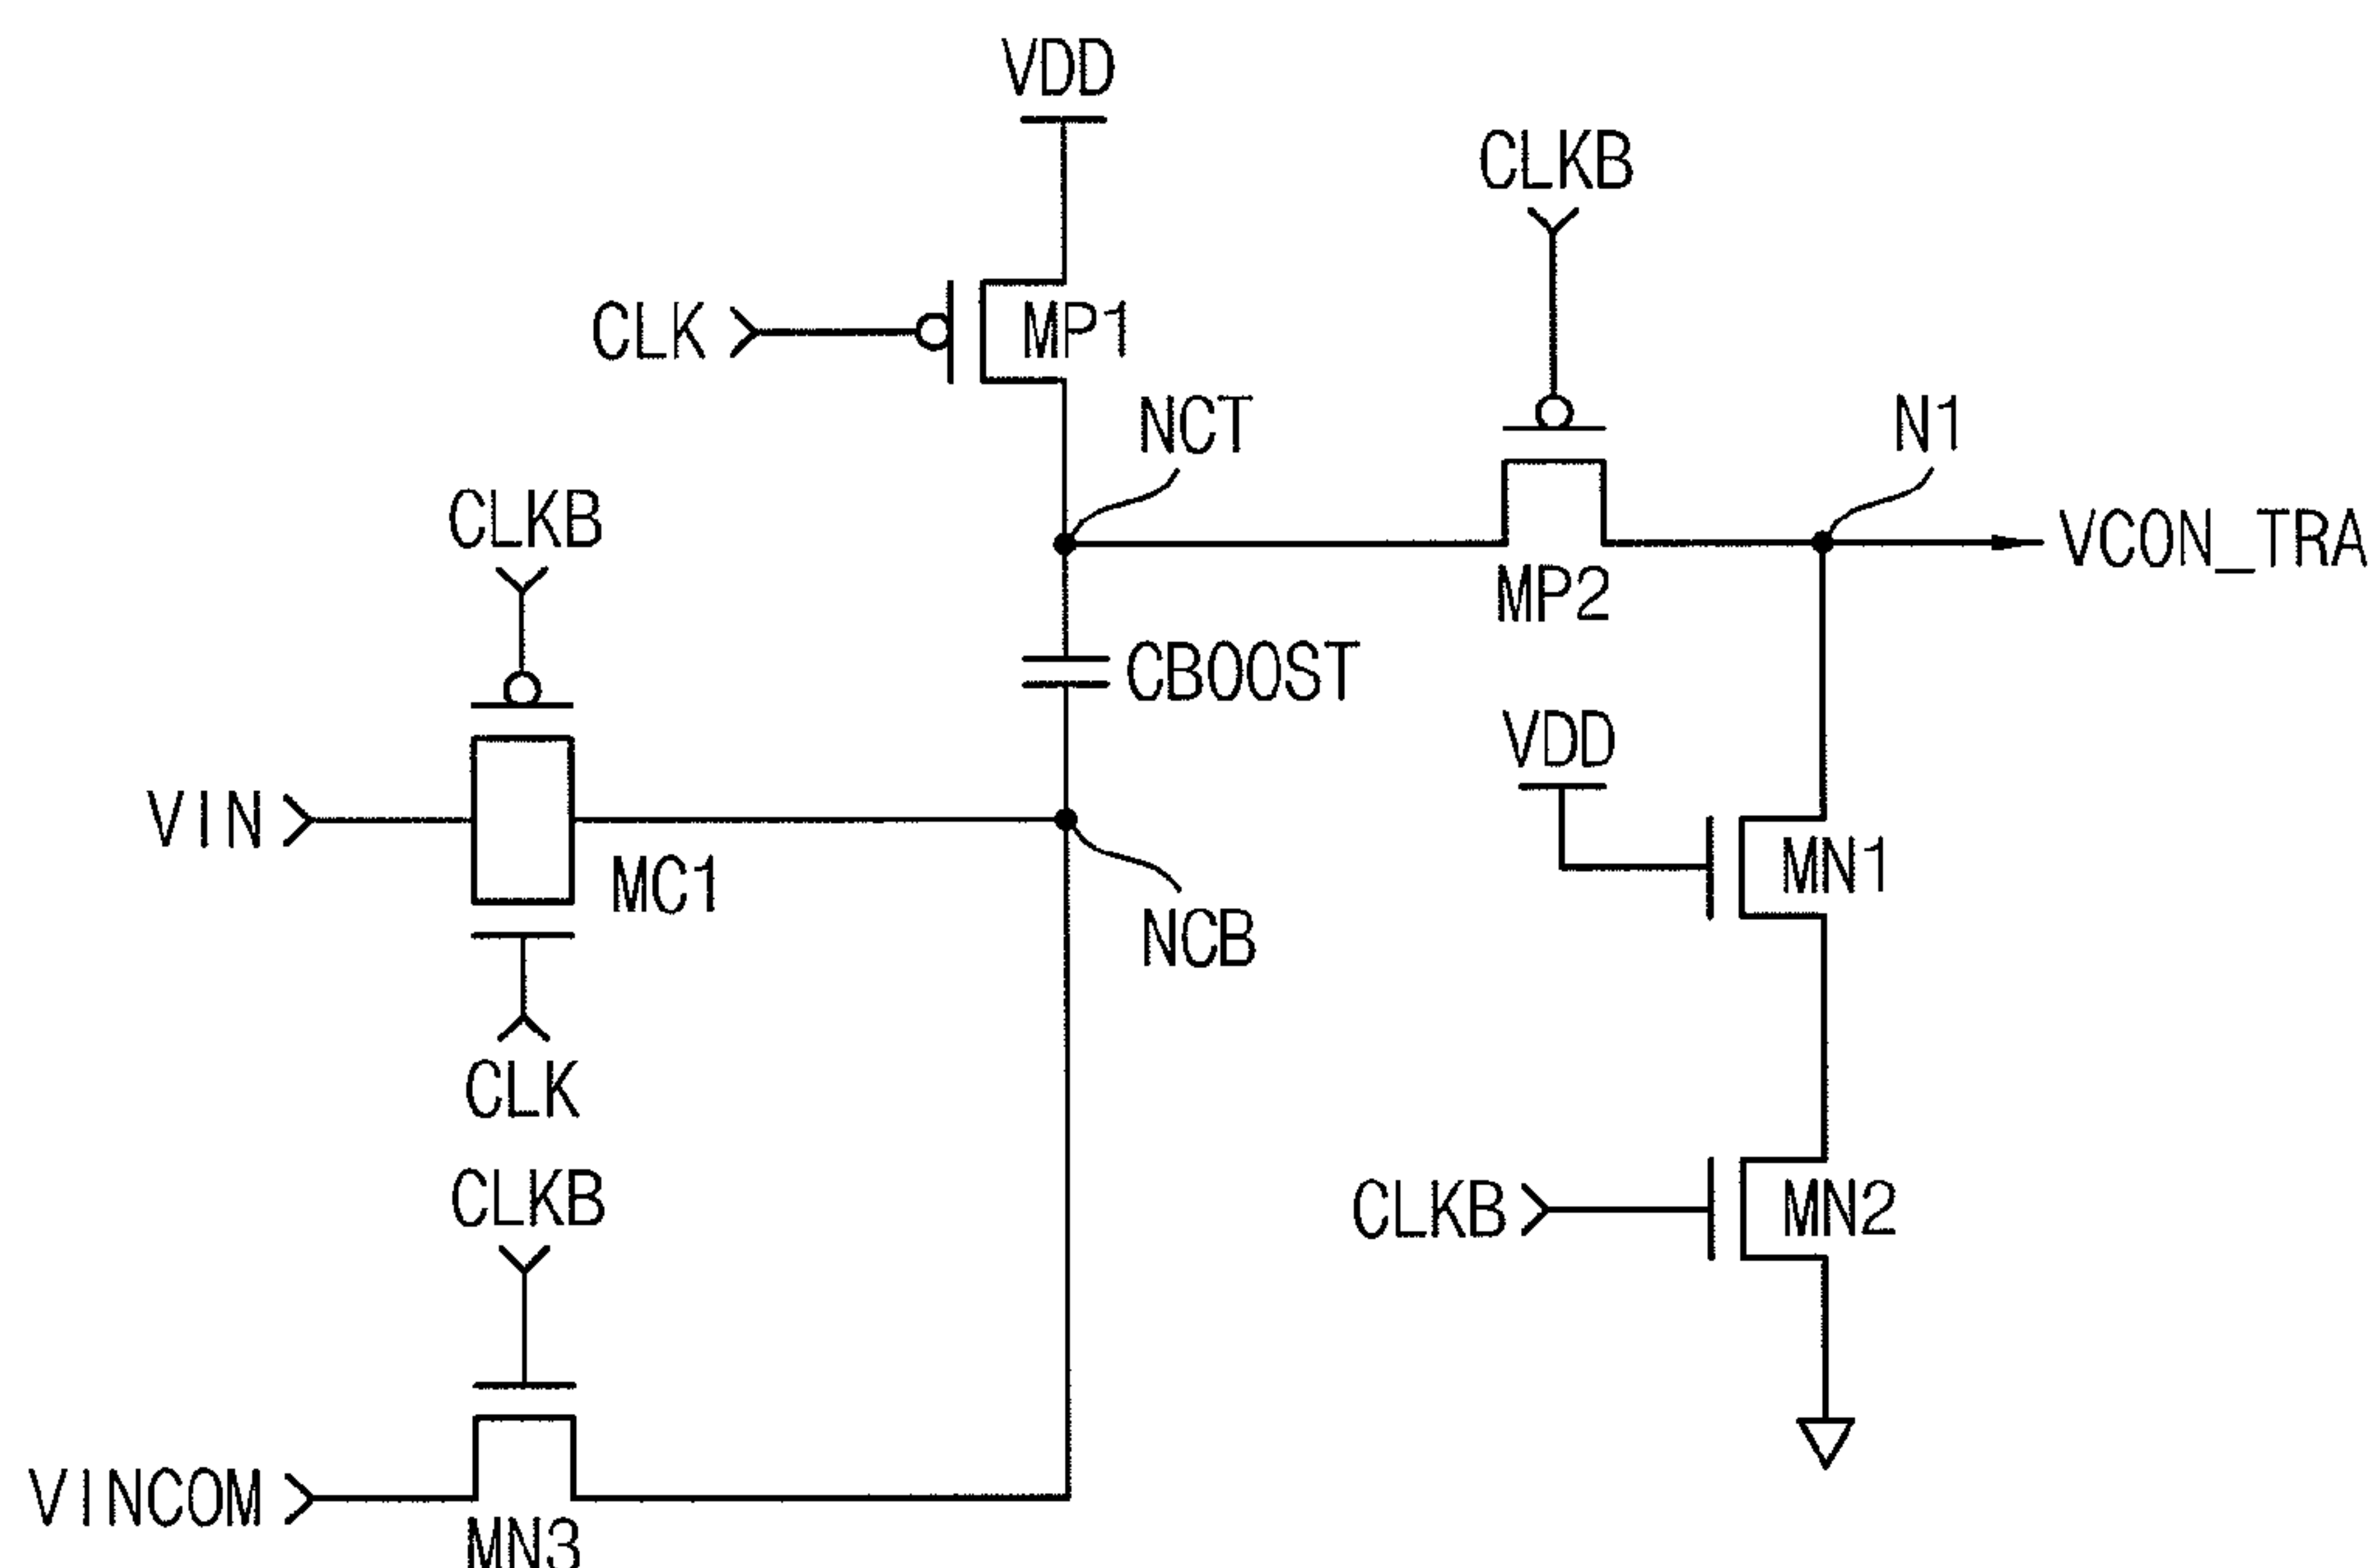 VDD
CLKB
CLK
MP1
NCT
N1
CLKB
VCON_TRA
MP2
CBOOST
VDD
VIN
MC1
MN1
NCB
CLK
CLKB
CLKB
MN2
VINCOM
MN3